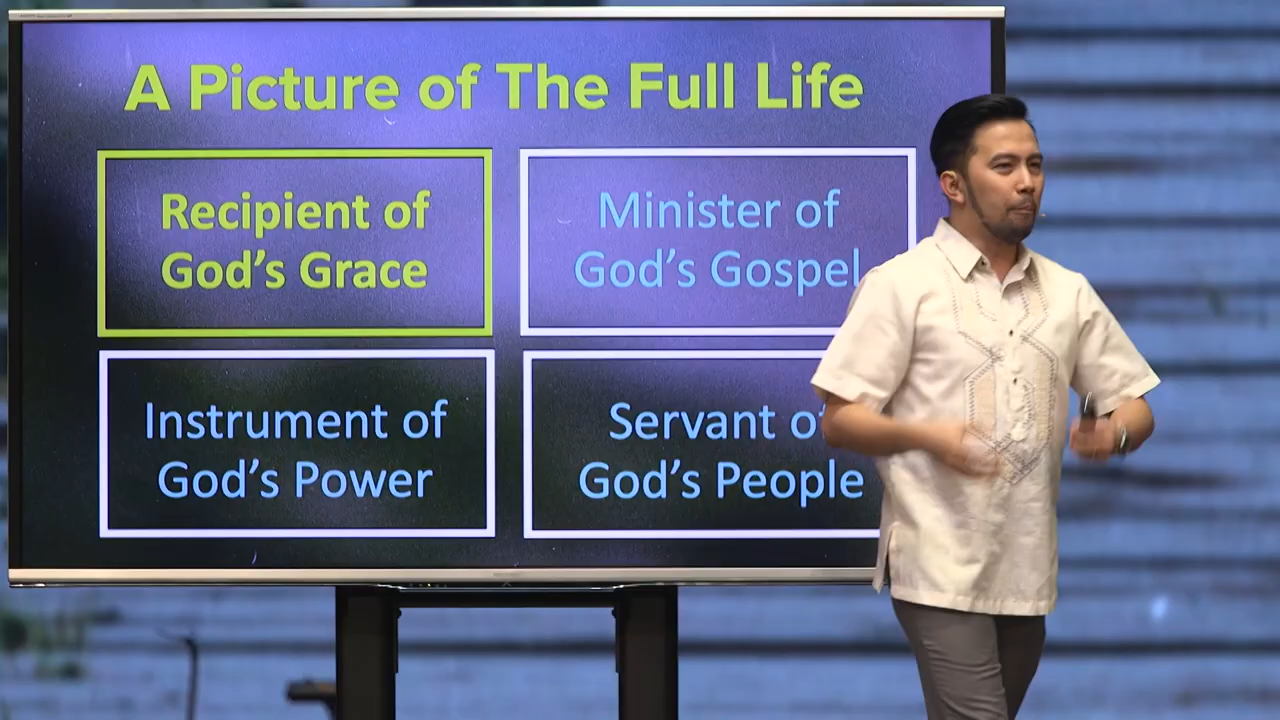 A Picture of The Full Life
Recipient of
God's Grace
Minister of
God's Gospel
Instrument of
God's Power
Servant of
God's People